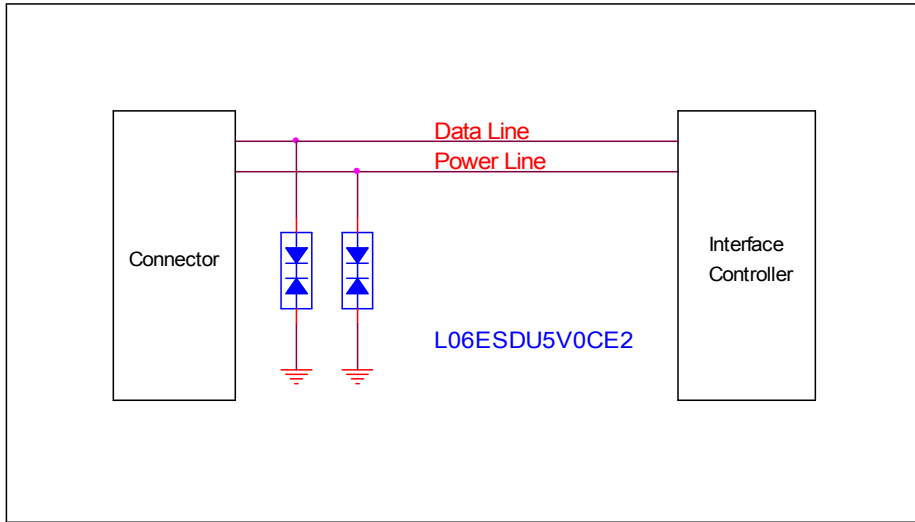 Data Line
Power Line
Connector
Interface
Controller
L06ESDU5V0CE2